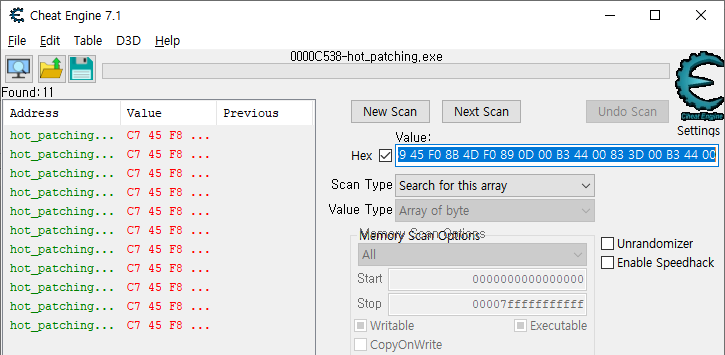 Cheat Engine 7.1
File Edit Table D3D Help
0000C538-hot_patching.exe
Found: 11
Address Value Previous
hot_patching... C7 45 F8 ...
hot_patching... C7 45 F8 ...
hot_patching... C7 45 F8 ...
hot_patching... C7 45 F8 ...
hot_patching... C7 45 F8 ...
hot_patching... C7 45 F8 ...
hot_patching... C7 45 F8 ...
hot_patching... C7 45 F8 ...
hot_patching... C7 45 F8 ...
hot_patching... C7 45 F8 ...
hot_patching... C7 45 F8 ...
New Scan Next Scan Undo Scan
Cheat Engine
Settings
Value:
Hex 9 45 F0 8B 4D F0 89 0D 00 B3 44 00 83 3D 00 B3 44 00
Scan Type Search for this array
Value Type Array of byte
Memory Scan Options
All
Start 0000000000000000
Stop 00007fffffffffff
Writable Executable
CopyOnWrite
Unrandomizer
Enable Speedhack